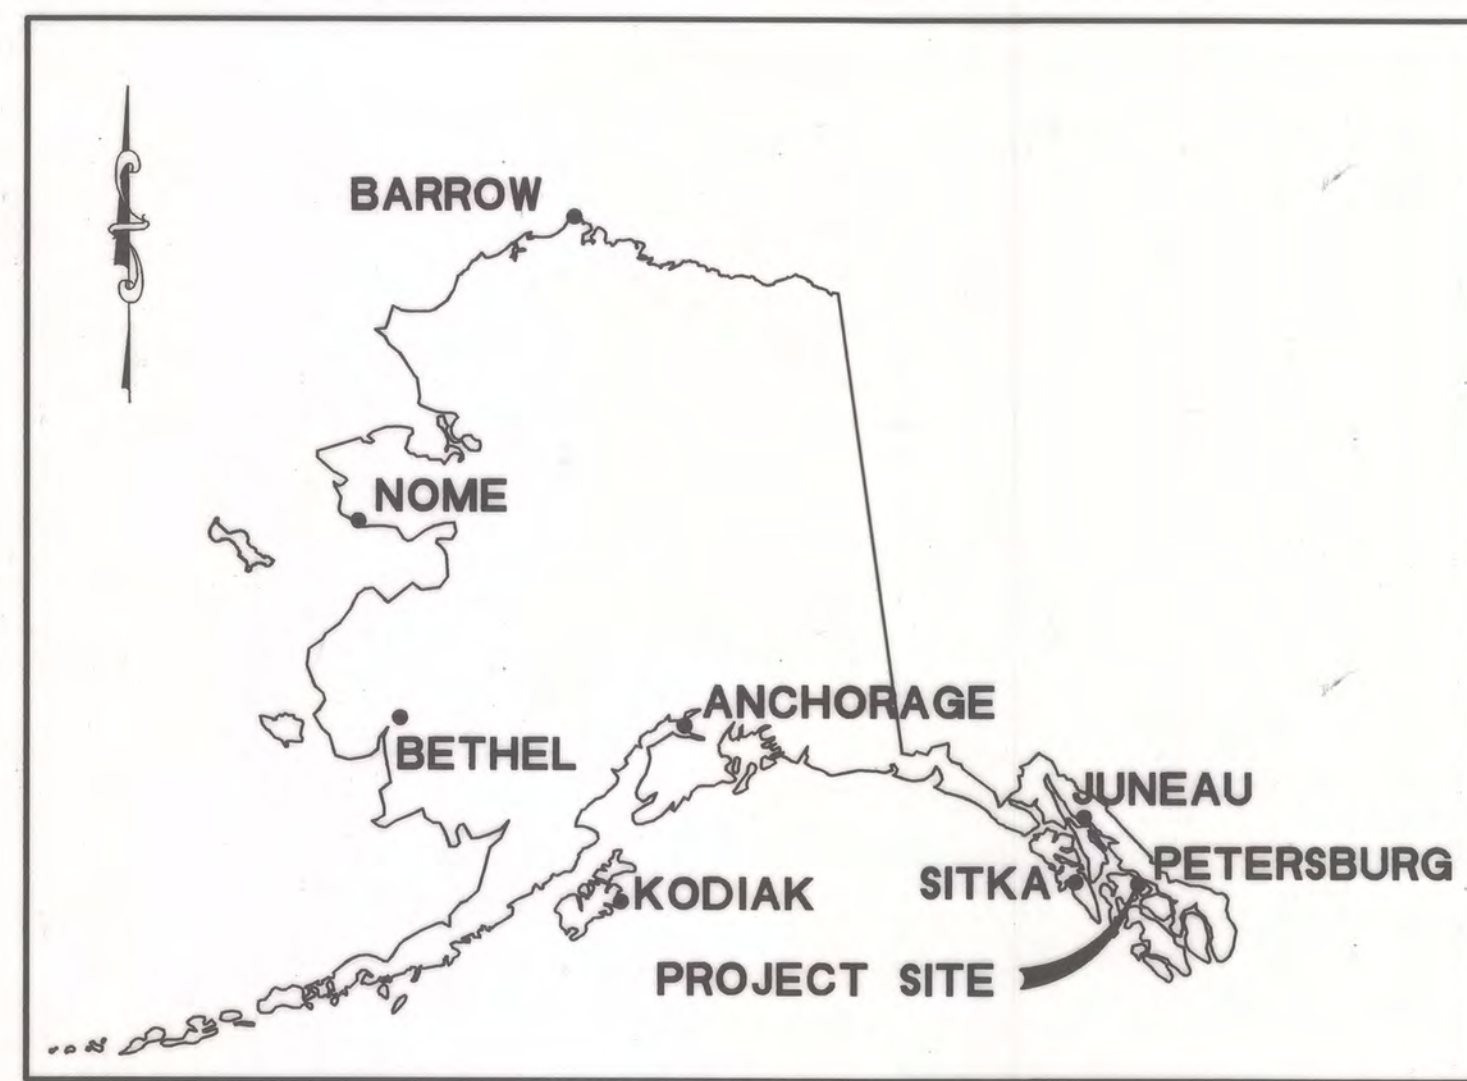 BARROW
NOME
ANCHORAGE
BETHEL
JUNEAU
PETERSBURG
SITKA
KODIAK
PROJECT SITE